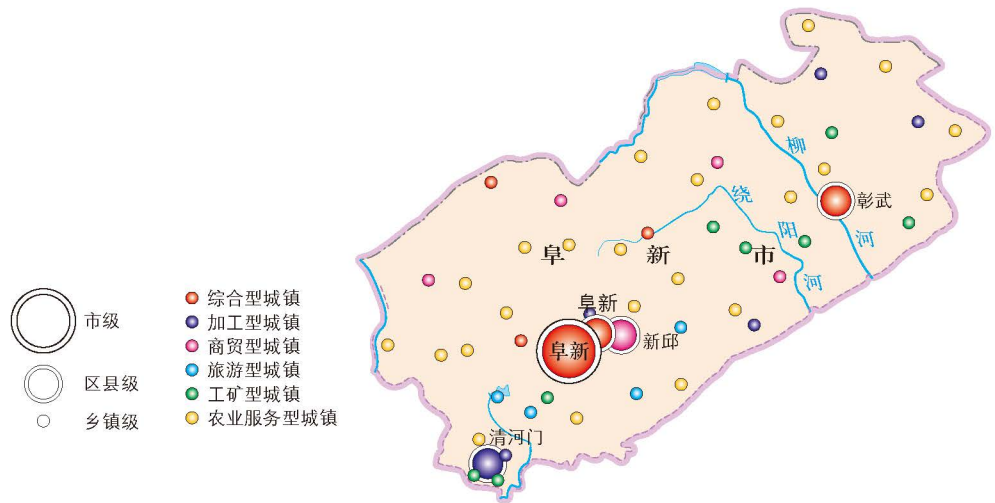 柳
绕
彰武
阳
河
阜 新 市
河
阜新
阜新
新邱
清河门
市级
区县级
乡镇级
综合型城镇
加工型城镇
商贸型城镇
旅游型城镇
工矿型城镇
农业服务型城镇